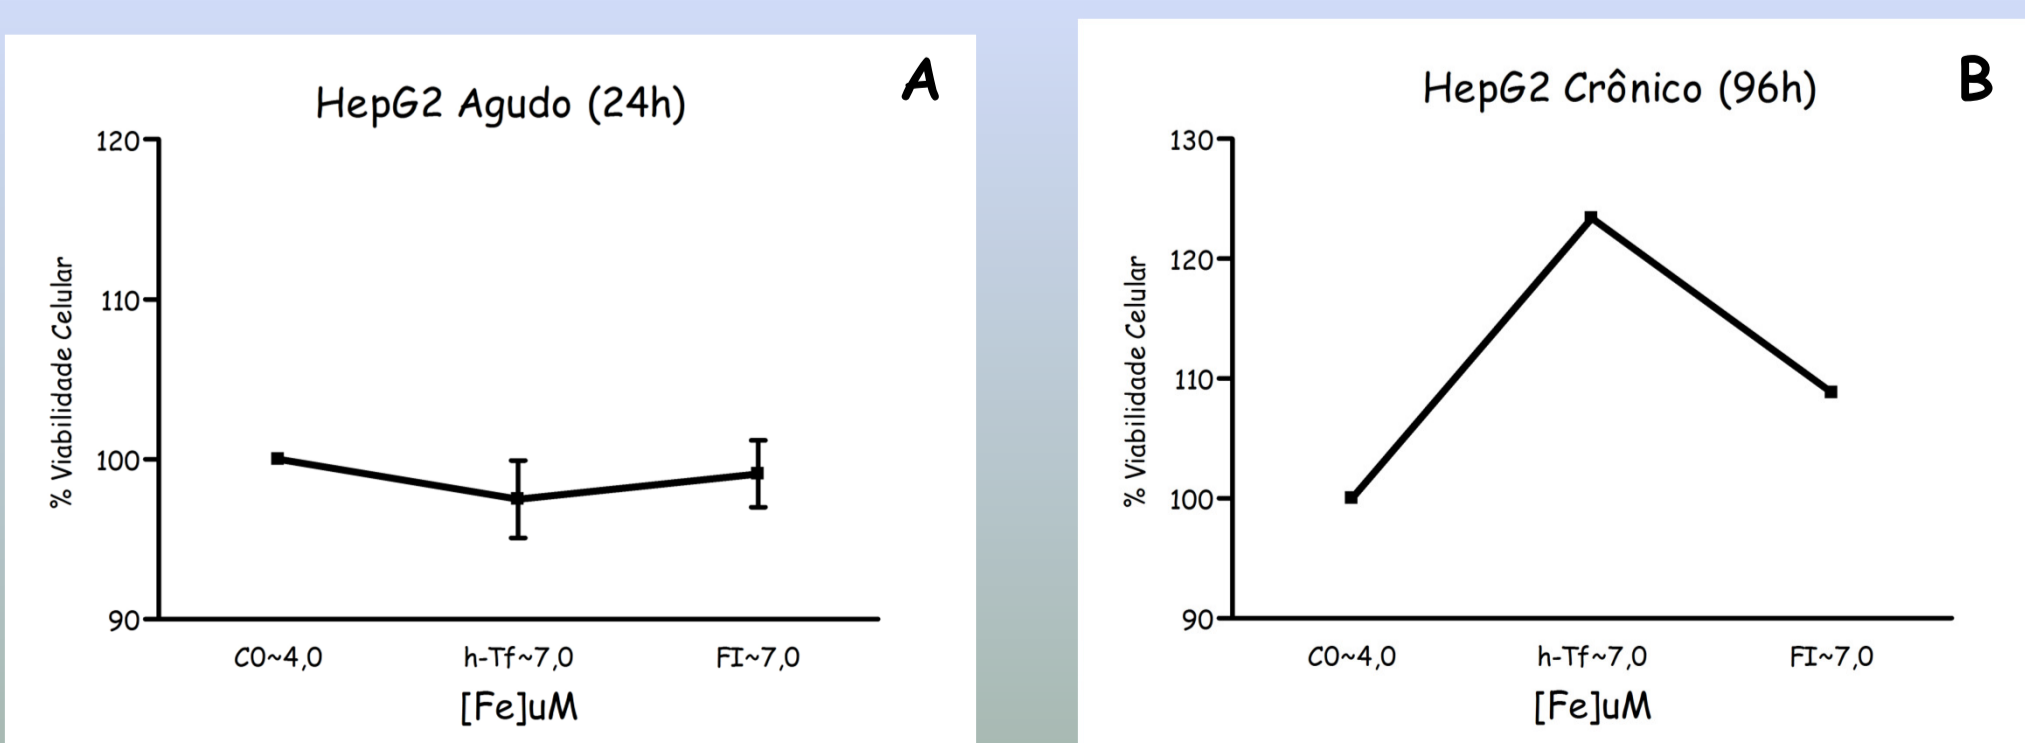 A
HepG2 Agudo (24h)
% Viabilidade Celular
120
110
100
90
C0~4,0 h-Tf~7,0 FI~7,0
[Fe]uM
B
HepG2 Crônico (96h)
% Viabilidade Celular
130
120
110
100
90
C0~4,0 h-Tf~7,0 FI~7,0
[Fe]uM